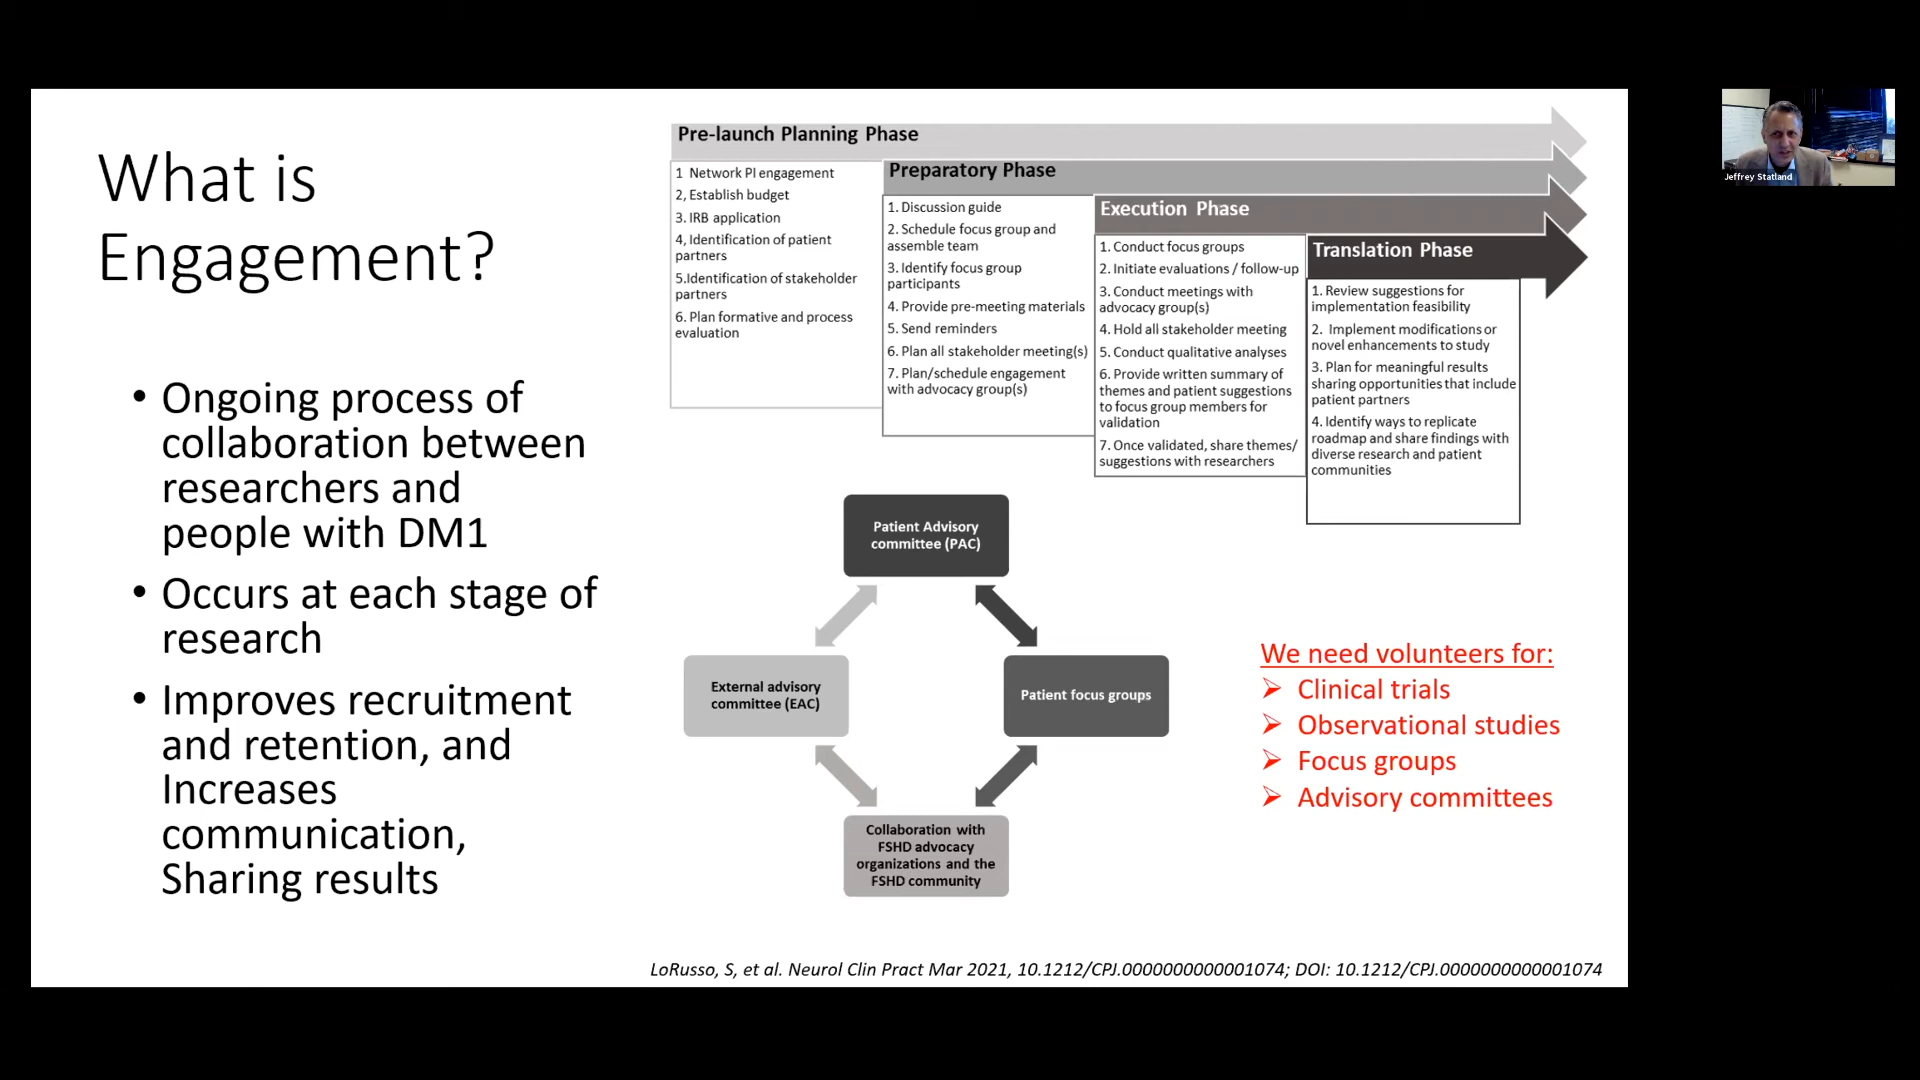 What is
Engagement?
• Ongoing process of
collaboration between
researchers and
people with DM1
• Occurs at each stage of
research
• Improves recruitment
and retention, and
Increases
communication,
Sharing results
Pre-launch Planning Phase
1 Network PI engagement
2, Establish budget
3. IRB application
4, Identification of patient
partners
5.Identification of stakeholder
partners
6. Plan formative and process
evaluation
Preparatory Phase
1. Discussion guide
2. Schedule focus group and
assemble team
3. Identify focus group
participants
4. Provide pre-meeting materials
5. Send reminders
6. Plan all stakeholder meeting(s)
7. Plan/schedule engagement
with advocacy group(s)
Execution Phase
1. Conduct focus groups
2. Initiate evaluations / follow-up
3. Conduct meetings with
advocacy group(s)
4. Hold all stakeholder meeting
5. Conduct qualitative analyses
6. Provide written summary of
themes and patient suggestions
to focus group members for
validation
7. Once validated, share themes/
suggestions with researchers
Translation Phase
1. Review suggestions for
implementation feasibility
2. Implement modifications or
novel enhancements to study
3. Plan for meaningful results
sharing opportunities that include
patient partners
4. Identify ways to replicate
roadmap and share findings with
diverse research and patient
communities
Patient Advisory
committee (PAC)
External advisory
committee (EAC)
Patient focus groups
Collaboration with
FSHD advocacy
organizations and the
FSHD community
We need volunteers for:
➢ Clinical trials
➢ Observational studies
➢ Focus groups
➢ Advisory committees
LoRusso, S, et al. Neurol Clin Pract Mar 2021, 10.1212/CPJ.0000000000001074; DOI: 10.1212/CPJ.0000000000001074
Jeffrey Statland